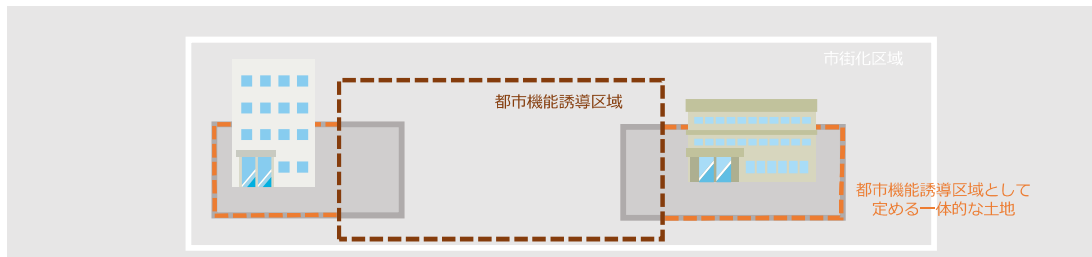 市街化区域
都市機能誘導区域
都市機能誘導区域として
定める一体的な土地